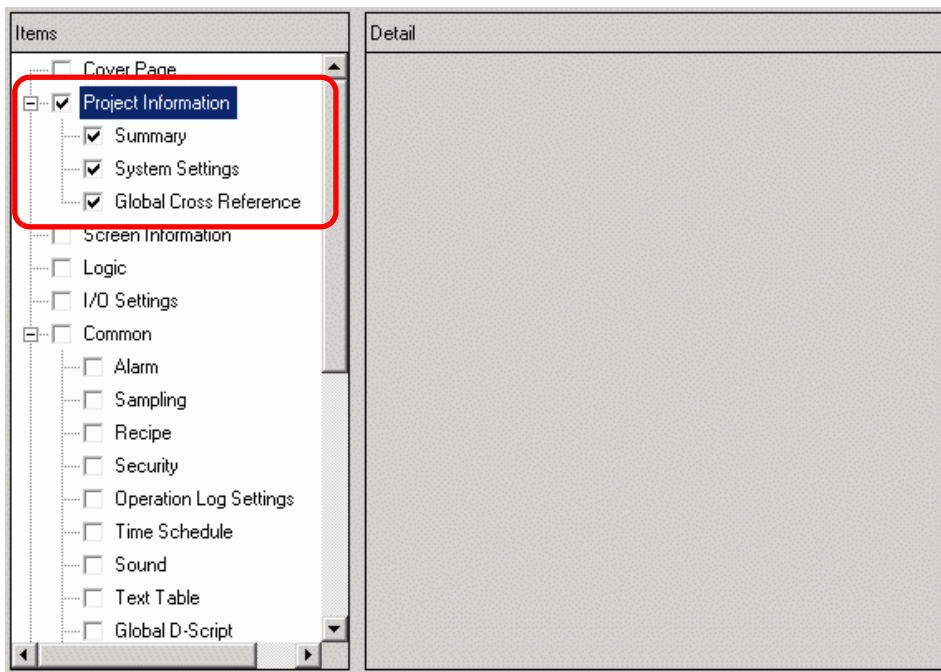 Items
Detail
Cover Page
Project Information
Summary
System Settings
Global Cross Reference
Screen Information
Logic
I/O Settings
Common
Alarm
Sampling
Recipe
Security
Operation Log Settings
Time Schedule
Sound
Text Table
Global D-Script